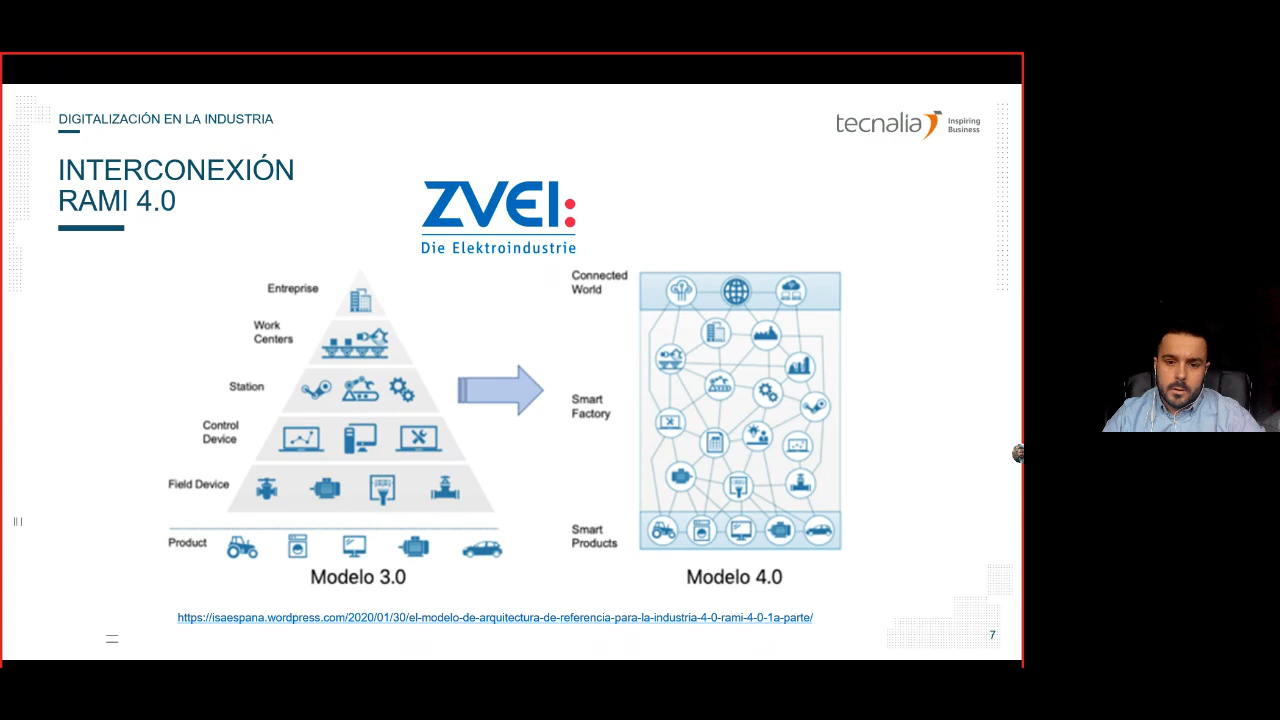 DIGITALIZACIÓN EN LA INDUSTRIA
tecnalia Inspiring
Business
INTERCONEXIÓN
RAMI 4.0
ZVEI:
Die Elektroindustrie
Entreprise
Work
Centers
Station
Control
Device
Field Device
Product
Modelo 3.0
Connected
World
Smart
Factory
Smart
Products
Modelo 4.0
https://isaespana.wordpress.com/2020/01/30/el-modelo-de-arquitectura-de-referencia-para-la-industria-4-0-rami-4-0-1a-parte/
7